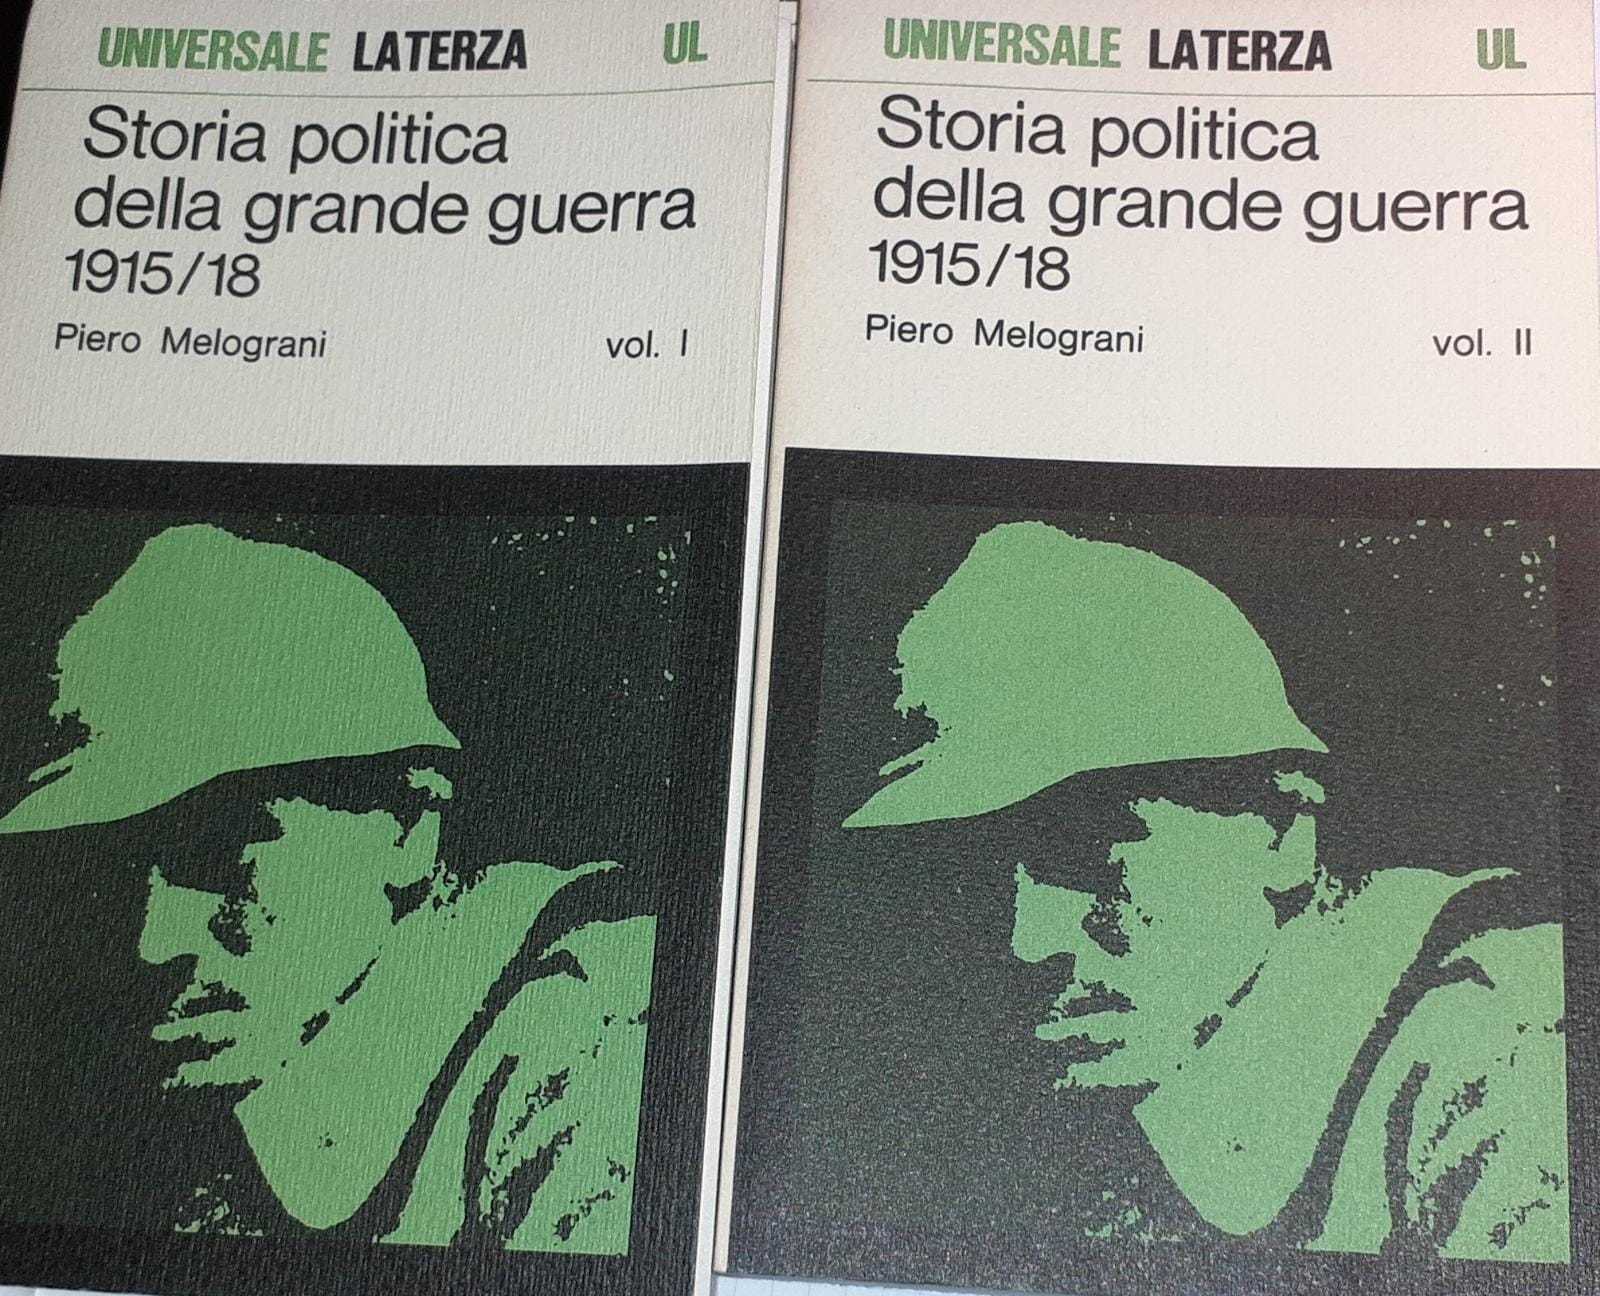 UNIVERSALE LATERZA UL
Storia politica
della grande guerra
1915/18
Piero Melograni vol. I
UNIVERSALE LATERZA UL
Storia politica
della grande guerra
1915/18
Piero Melograni vol. II